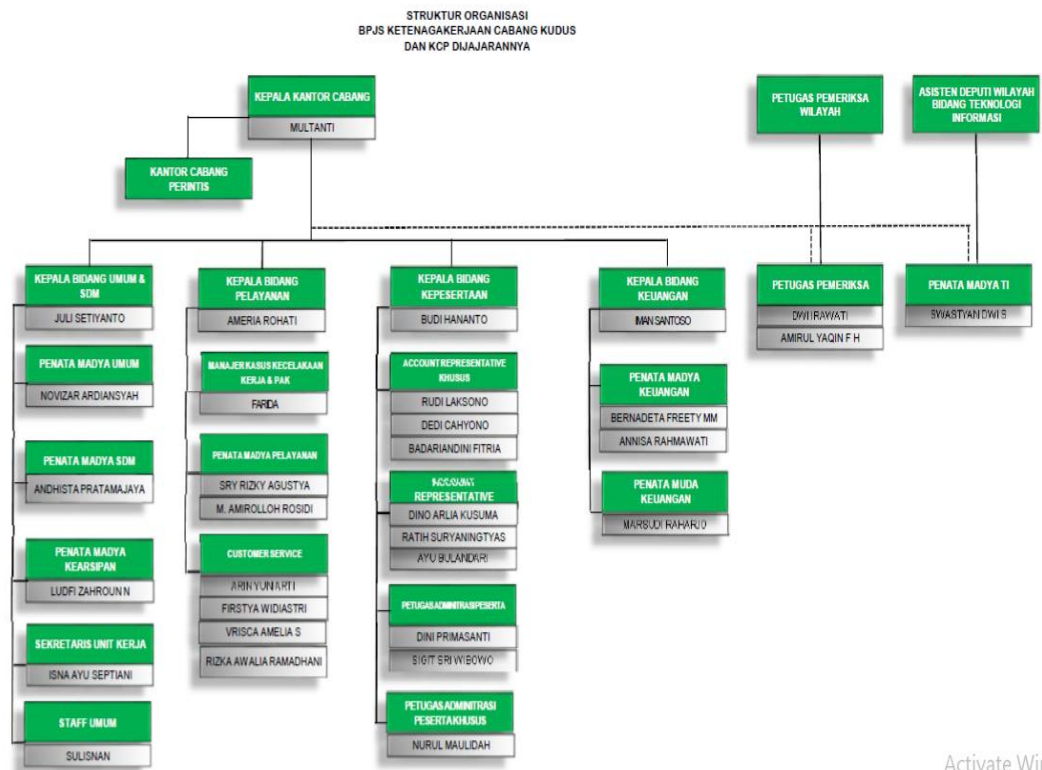 STRUKTUR ORGANISASI
BPJS KETENAGAKERJAAN CABANG KUDUS
DAN KCP DIJAJARANNYA
KEPALA KANTOR CABANG
MULTANTI
KANTOR CABANG
PERINTIS
PETUGAS PEMERIKSA
WILAYAH
ASISTEN DEPUTI WILAYAH
BIDANG TEKNOLOGI
INFORMASI
KEPALA BIDANG UMUM &
SDM
JULI SETIYANTO
PENATA MADYA UMUM
NOVIZAR ARDIANSYAH
PENATA MADYA SDM
ANDHISTA PRATAMAJAYA
PENATA MADYA
KEARSIPAN
LUDFI ZAHROUN N
SEKRETARIS UNIT KERJA
ISNA AYU SEPTIANI
STAFF UMUM
SULISNAN
KEPALA BIDANG
PELAYANAN
AMERIA ROHATI
MANAJER KASUS KECELAKAAN
KERJA & PAK
FARIDA
PENATA MADYA PELAYANAN
SRY RIZKY AGUSTYA
M. AMIROLLOH ROSIDI
CUSTOMER SERVICE
ARIN YUNIARTI
FIRSTYA WIDIASTRI
VRISCA AMELIA S
RIZKA AWALIA RAMADHANI
KEPALA BIDANG
KEPESERTAAN
BUDI HANANTO
ACCOUNT REPRESENTATIVE
KHUSUS
RUDI LAKSONO
DEDI CAHYONO
BADARIANDINI FITRIA
ACCOUNT
REPRESENTATIVE
DINO ARLIA KUSUMA
RATIH SURYANINGTYAS
AYU BULANDARI
PETUGAS ADMINITRASI PESERTA
DINI PRIMASANTI
SIGIT SRI WIBOWO
PETUGAS ADMINITRASI
PESERTA KHUSUS
NURUL MAULIDAH
KEPALA BIDANG
KEUANGAN
IMAN SANTOSO
PENATA MADYA
KEUANGAN
BERNADETA FREETY MM
ANNISA RAHMAWATI
PENATA MUDA
KEUANGAN
MARSUDI RAHARJO
PETUGAS PEMERIKSA
DWI IRAWATI
AMIRUL YAQIN F H
PENATA MADYA TI
SWASTYAN DWI S
Activate Win